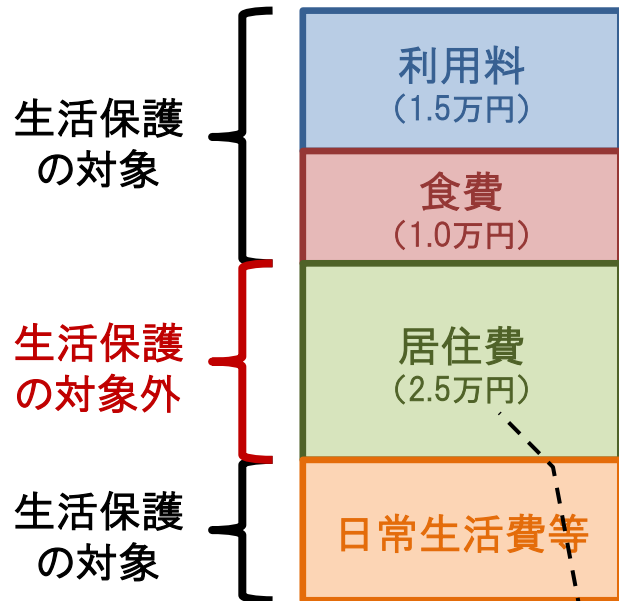 生活保護
の対象
利用料
（1.5万円）
食費
（1.0万円）
生活保護
の対象外
居住費
（2.5万円）
生活保護
の対象
日常生活費等